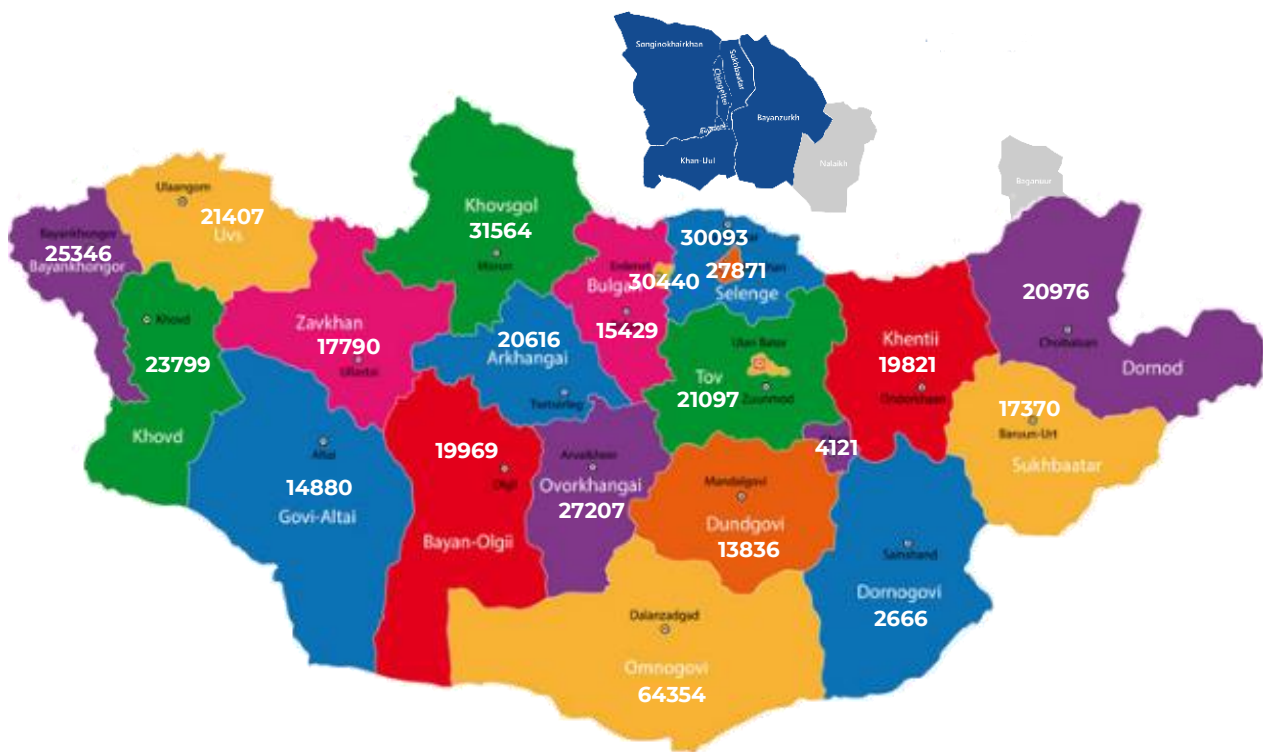 Songinokhairkhan
Sukhbaatar
Chingeltei
Bayanzurkh
Khan-Uul
Nalaikh
Baganuur
Ulaangom
21407
Uvs
Bayankhongor
25346
Bayankhongor
Khovd
23799
Khovd
Khovsgol
31564
Moron
Zavkhan
17790
Uliastai
20616
Arkhangai
Tsetserleg
Erdenet
Bulgan
30440
15429
30093
27871
Selenge
Ulan Bator
Tov
21097
Zuunmod
Khentii
19821
Ondorkhaan
20976
Choibalsan
Dornod
17370
Baruun-Urt
Sukhbaatar
4121
Altai
14880
Govi-Altai
19969
Olgii
Bayan-Olgii
Arvaikheer
Ovorkhangai
27207
Mandalgovi
Dundgovi
13836
Sainshand
Dornogovi
2666
Dalanzadgad
Omnogovi
64354